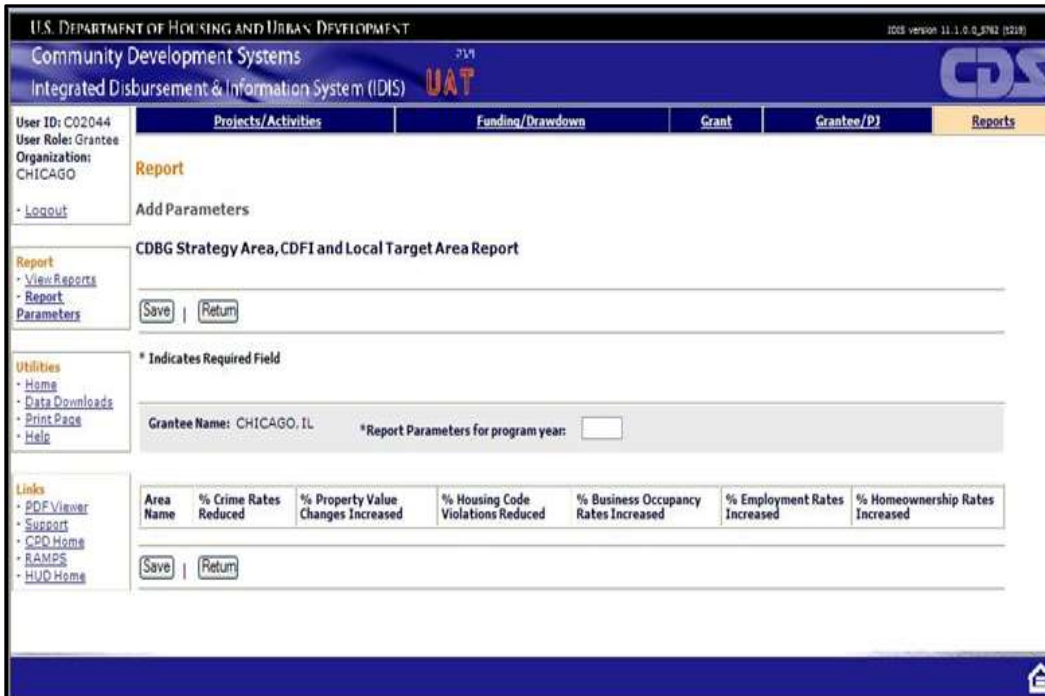 U.S. DEPARTMENT OF HOUSING AND URBAN DEVELOPMENT
IDIS version 11.1.0.0_5762 (t218)
Community Development Systems
Integrated Disbursement & Information System (IDIS)
UAT
CDS
User ID: C02044
User Role: Grantee
Organization:
CHICAGO
- Logout
Report
- View Reports
- Report
Parameters
Utilities
- Home
- Data Downloads
- Print Page
- Help
Links
- PDF Viewer
- Support
- CPD Home
- RAMPS
- HUD Home
Projects/Activities Funding/Drawdown Grant Grantee/PJ Reports
Report
Add Parameters
CDBG Strategy Area, CDFI and Local Target Area Report
Save | Return
* Indicates Required Field
Grantee Name: CHICAGO, IL *Report Parameters for program year:
Area Name % Crime Rates Reduced % Property Value Changes Increased % Housing Code Violations Reduced % Business Occupancy Rates Increased % Employment Rates Increased % Homeownership Rates Increased
Save | Return